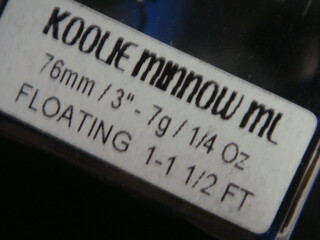 KOOLIE MINNOW ML
76mm / 3" - 7g / 1/4 Oz
FLOATING 1-1 1/2 FT